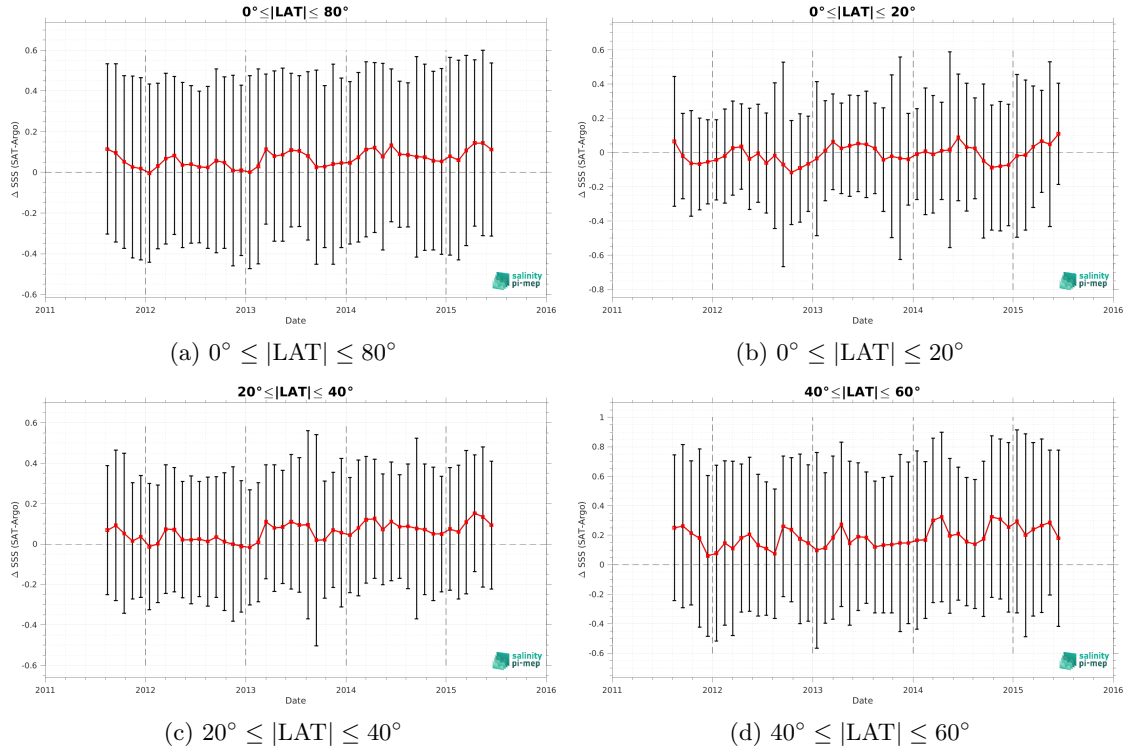 0°≤|LAT|≤ 80°
Δ SSS (SAT-Argo)
0.6
0.4
0.2
0
-0.2
-0.4
-0.6
2011
2012
2013
2014
2015
2016
Date
salinity
pi-mep
(a) 0° ≤ |LAT| ≤ 80°
0°≤|LAT|≤ 20°
Δ SSS (SAT-Argo)
0.6
0.4
0.2
0
-0.2
-0.4
-0.6
-0.8
2011
2012
2013
2014
2015
2016
Date
salinity
pi-mep
(b) 0° ≤ |LAT| ≤ 20°
20°≤|LAT|≤ 40°
Δ SSS (SAT-Argo)
0.6
0.4
0.2
0
-0.2
-0.4
-0.6
2011
2012
2013
2014
2015
2016
Date
salinity
pi-mep
(c) 20° ≤ |LAT| ≤ 40°
40°≤|LAT|≤ 60°
Δ SSS (SAT-Argo)
1
0.8
0.6
0.4
0.2
0
-0.2
-0.4
-0.6
2011
2012
2013
2014
2015
2016
Date
salinity
pi-mep
(d) 40° ≤ |LAT| ≤ 60°